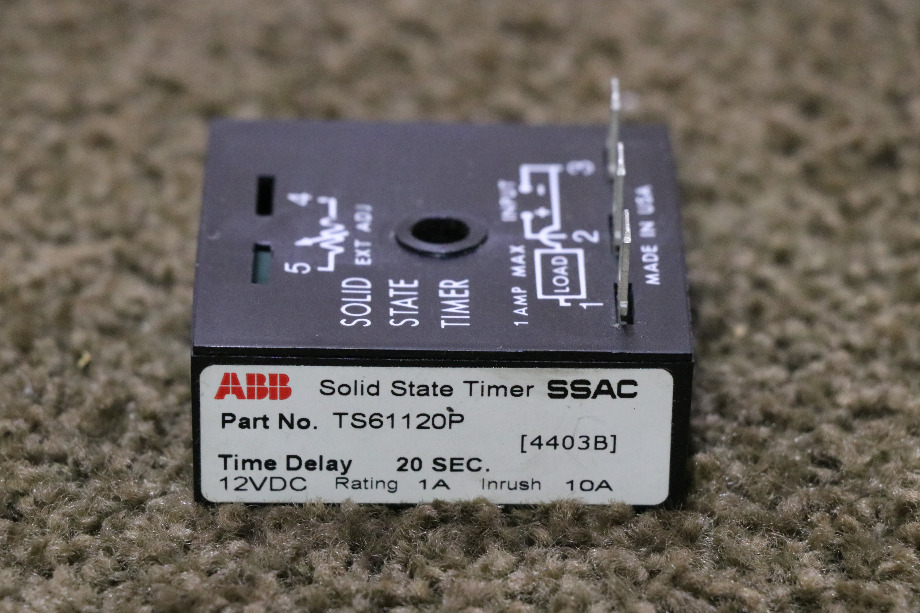 5 4
SOLID EXT ADJ
STATE
TIMER
1 AMP MAX INPUT
LOAD + -
1 2 3
MADE IN USA
ABB Solid State Timer SSAC
Part No. TS61120P
[4403B]
Time Delay 20 SEC.
12VDC Rating 1A Inrush 10A